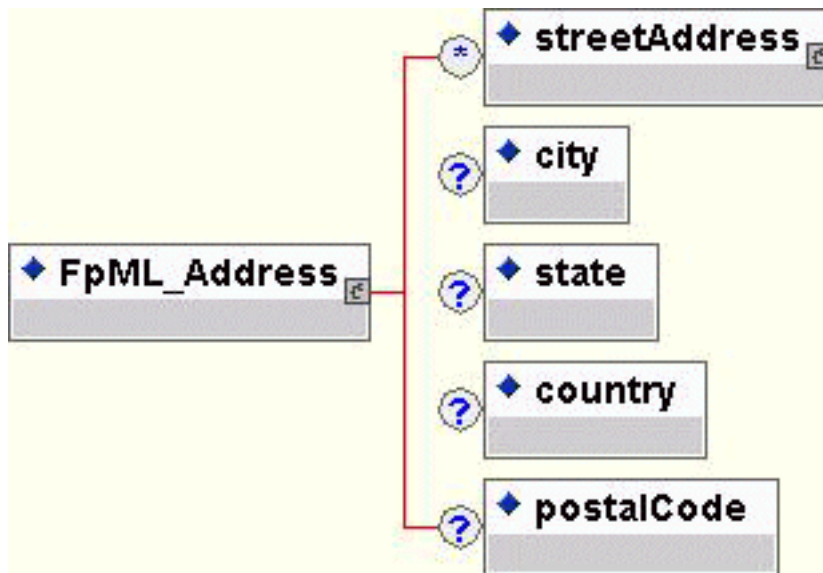 * streetAddress
? city
FpML_Address
? state
? country
? postalCode